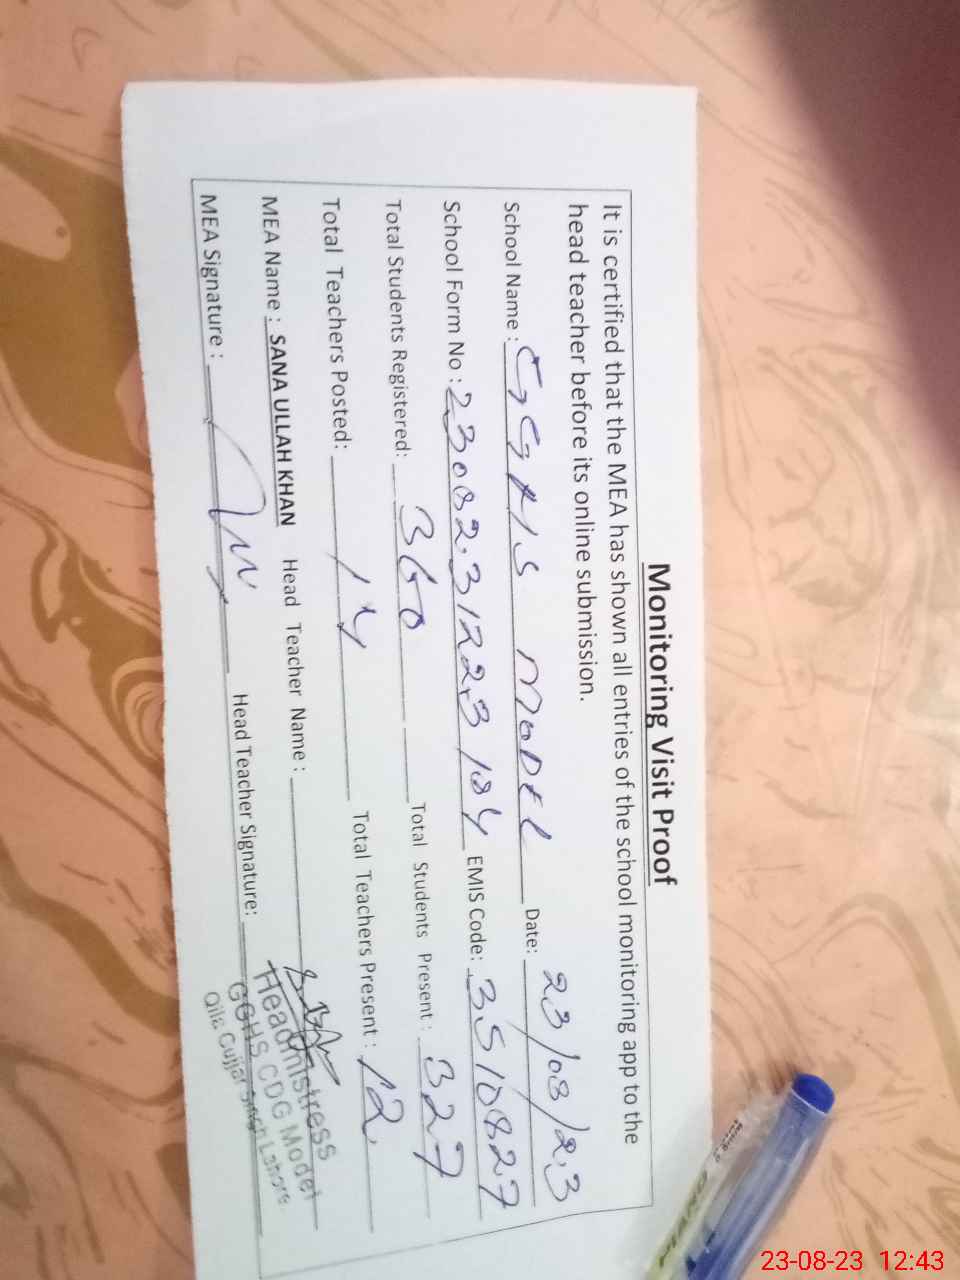 Monitoring Visit Proof
It is certified that the MEA has shown all entries of the school monitoring app to the
head teacher before its online submission.
School Name : GGHS MODEL Date: 23/08/23
School Form No : 2308231223184 EMIS Code: 3510827
Total Students Registered: 360 Total Students Present : 327
Total Teachers Posted: 14 Total Teachers Present : 12
MEA Name : SANA ULLAH KHAN Head Teacher Name :
MEA Signature : Head Teacher Signature:
Headmistress
GGHS CDG Model
Qila Gujjar Singh Lahore
23-08-23 12:43